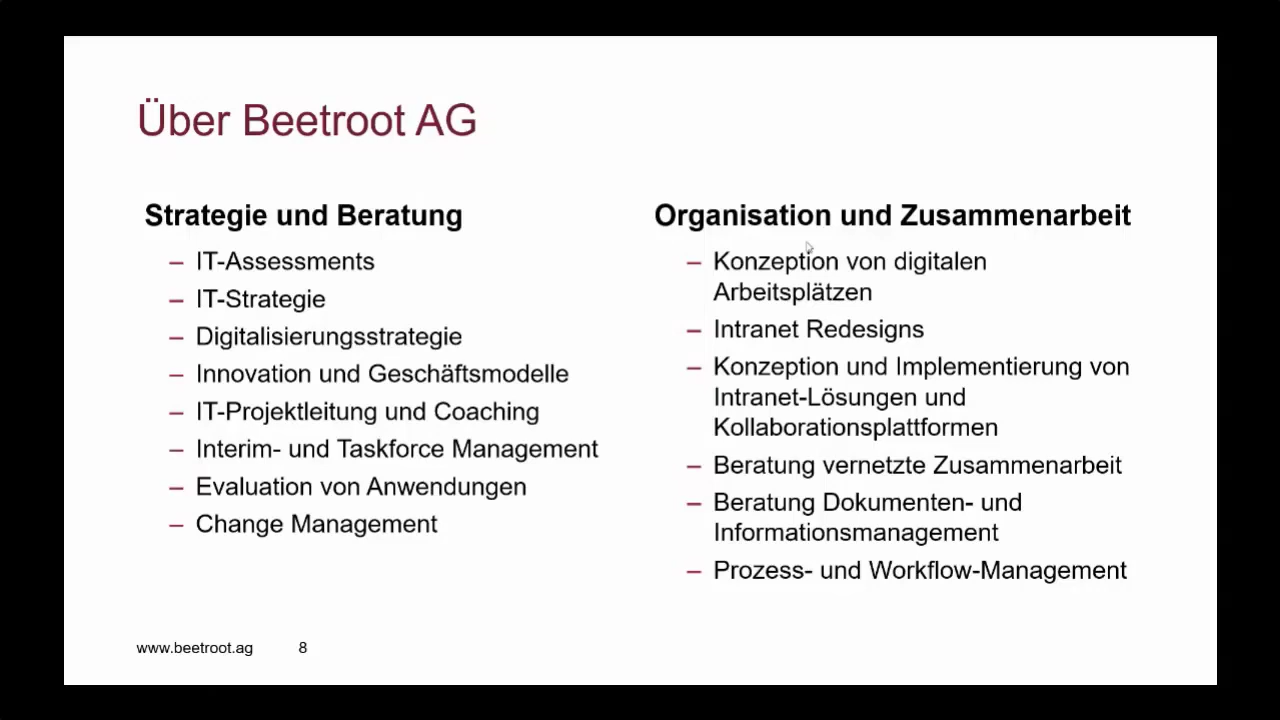 Über Beetroot AG
Strategie und Beratung
– IT-Assessments
– IT-Strategie
– Digitalisierungsstrategie
– Innovation und Geschäftsmodelle
– IT-Projektleitung und Coaching
– Interim- und Taskforce Management
– Evaluation von Anwendungen
– Change Management
Organisation und Zusammenarbeit
– Konzeption von digitalen
Arbeitsplätzen
– Intranet Redesigns
– Konzeption und Implementierung von
Intranet-Lösungen und
Kollaborationsplattformen
– Beratung vernetzte Zusammenarbeit
– Beratung Dokumenten- und
Informationsmanagement
– Prozess- und Workflow-Management
www.beetroot.ag 8